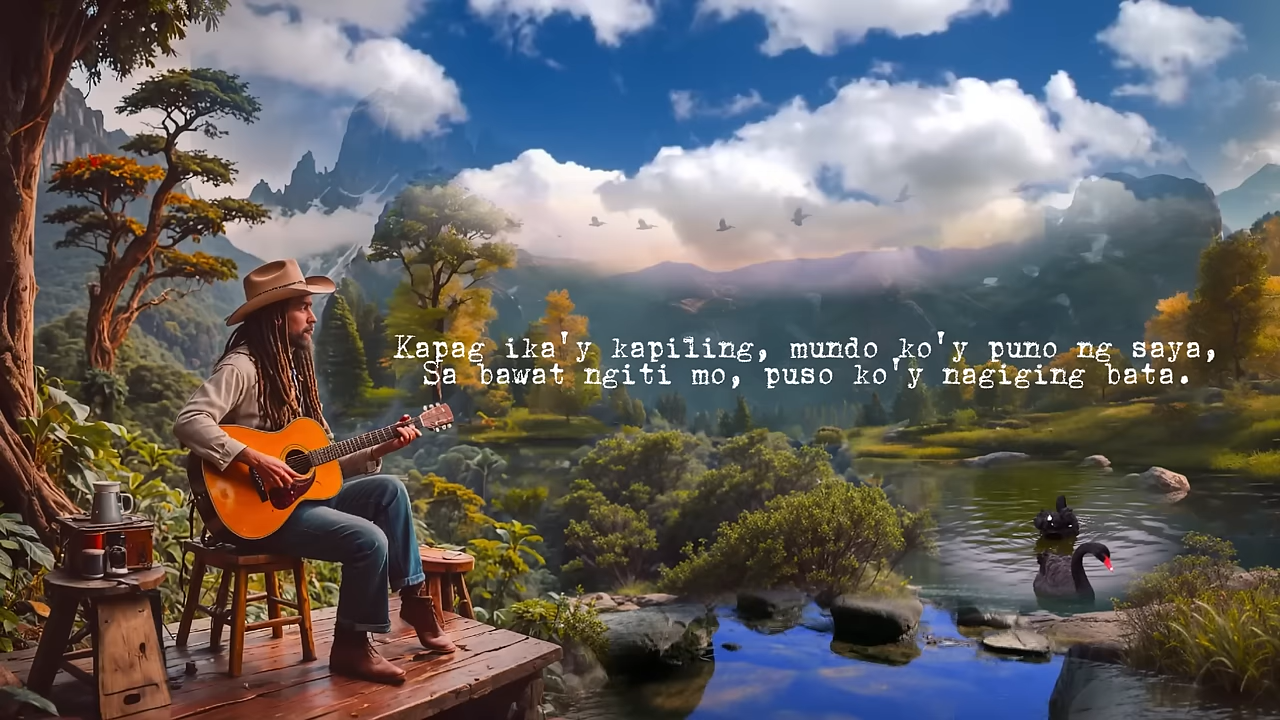 Kapag ika'y kapiling, mundo ko'y puno ng saya,
Sa bawat ngiti mo, puso ko'y nagiging bata.